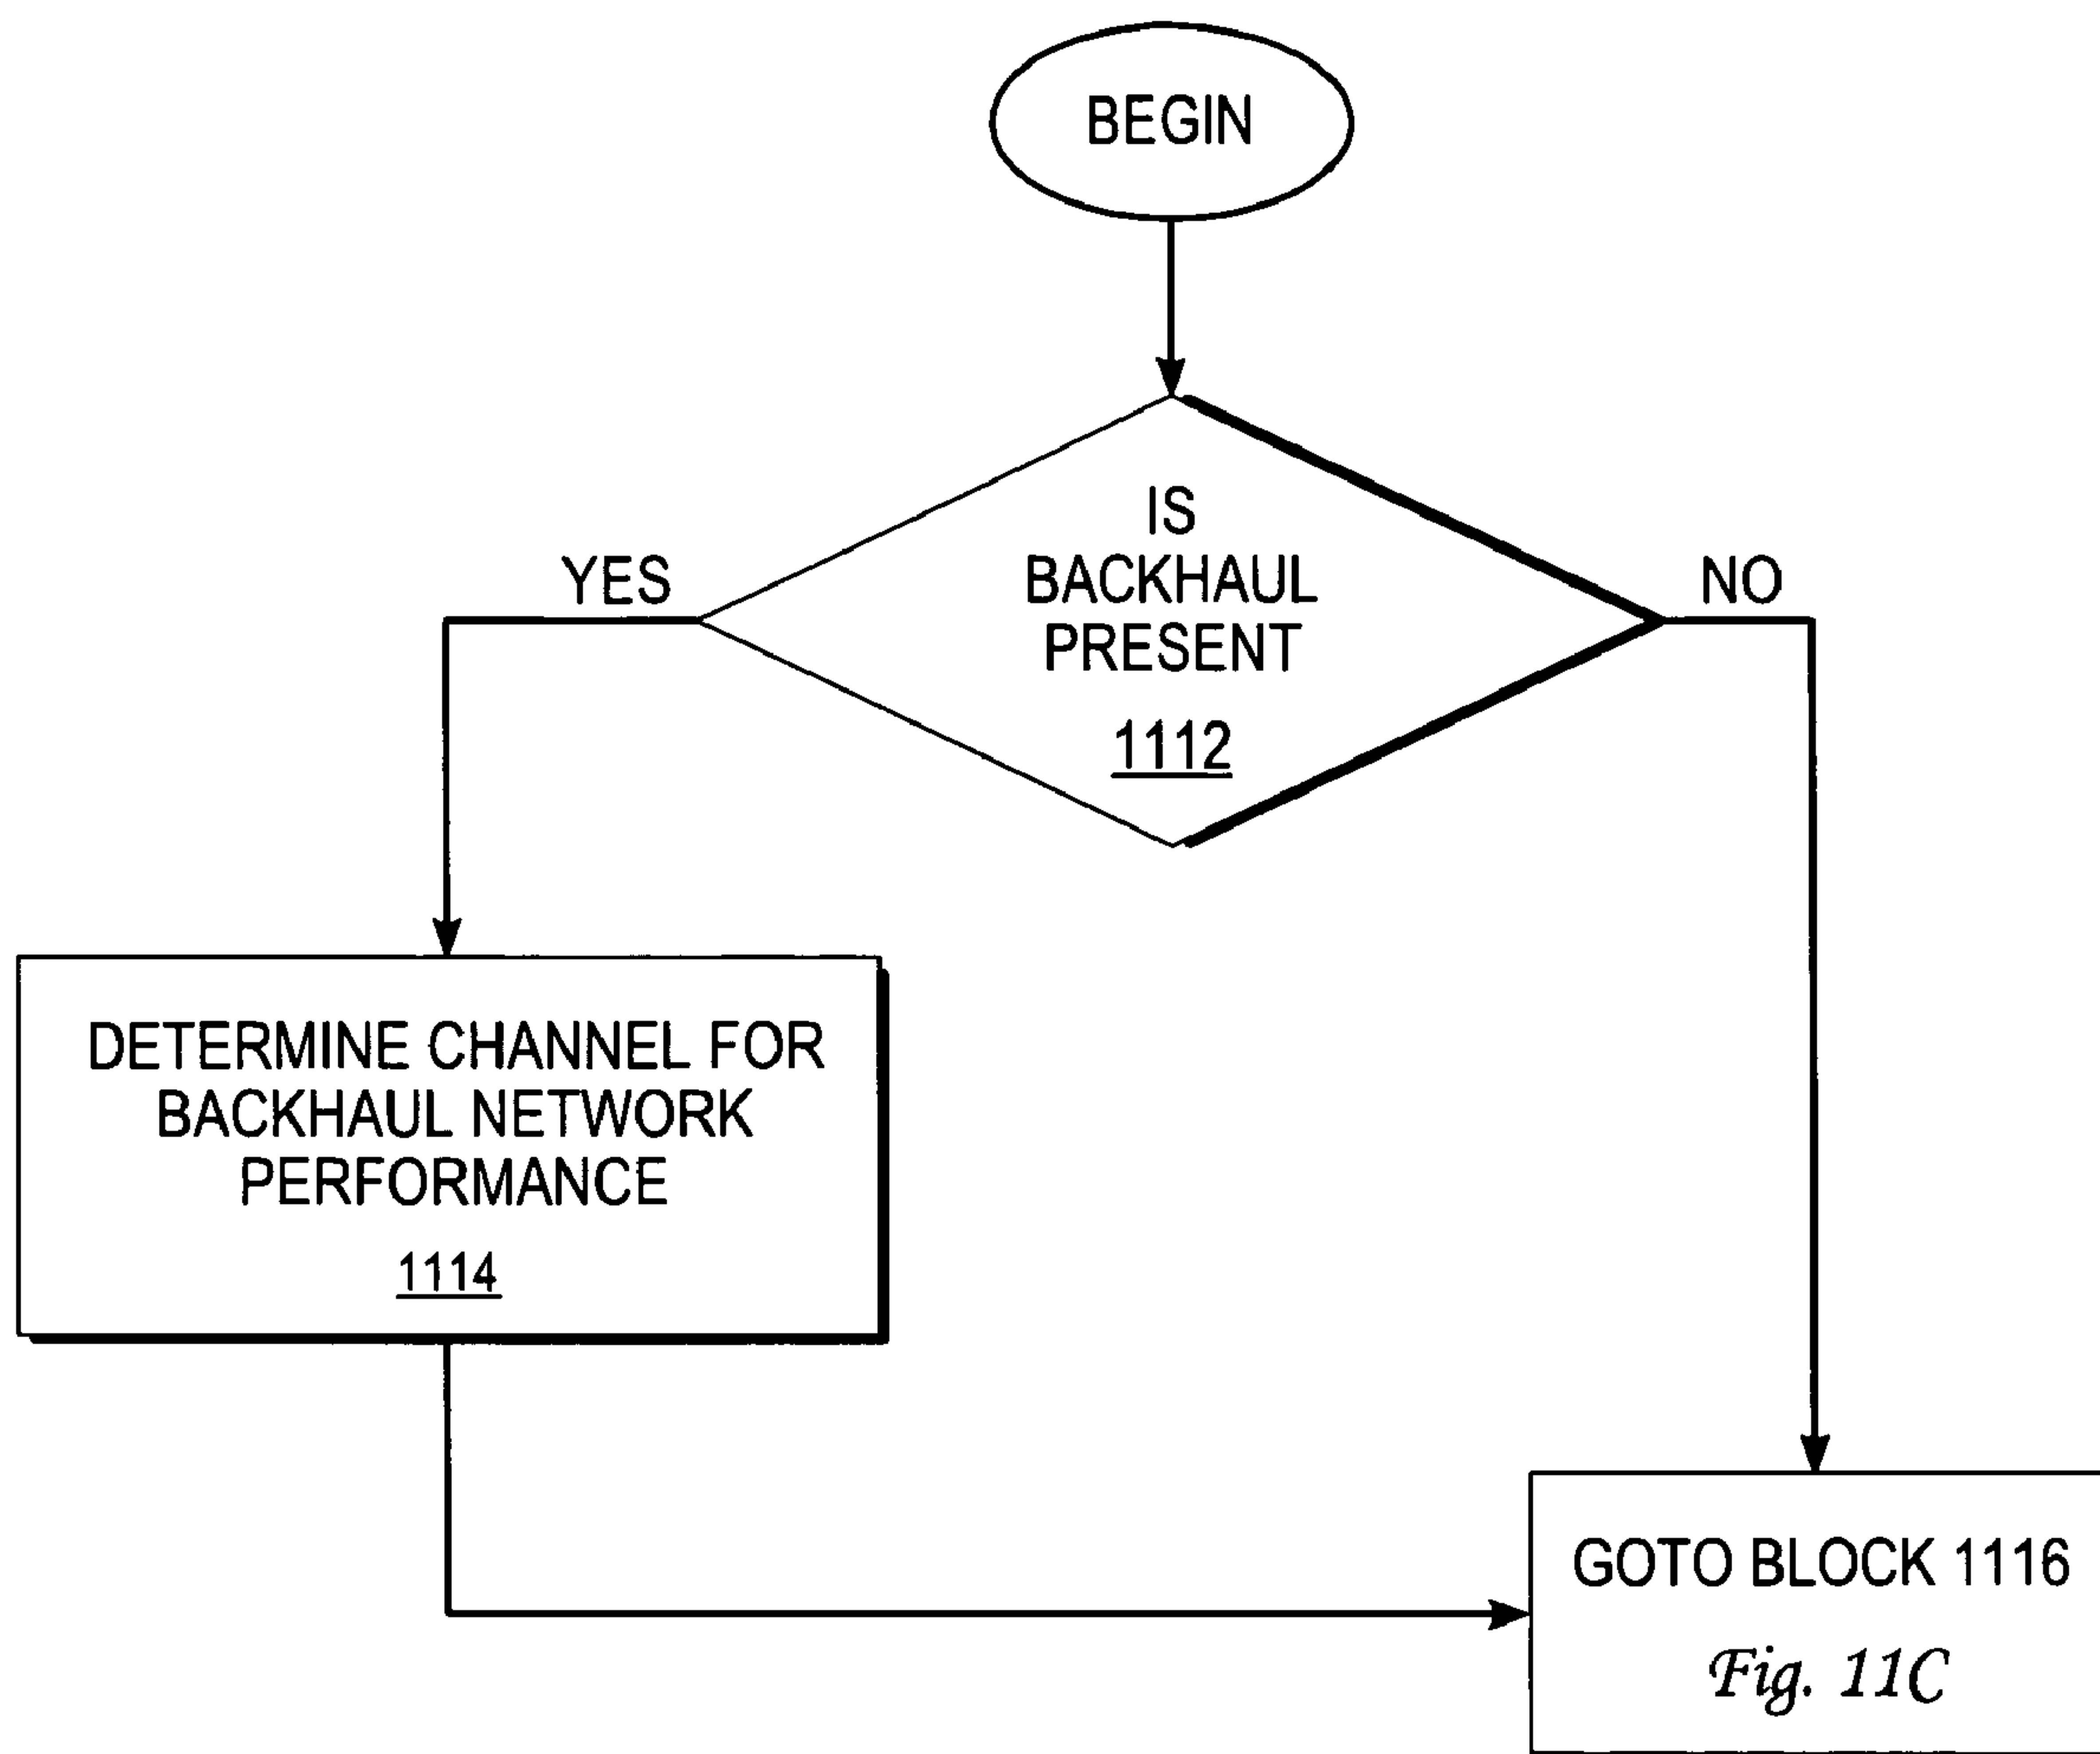 BEGIN
IS
BACKHAUL
PRESENT
1112
YES
NO
DETERMINE CHANNEL FOR
BACKHAUL NETWORK
PERFORMANCE
1114
GOTO BLOCK 1116
Fig. 11C